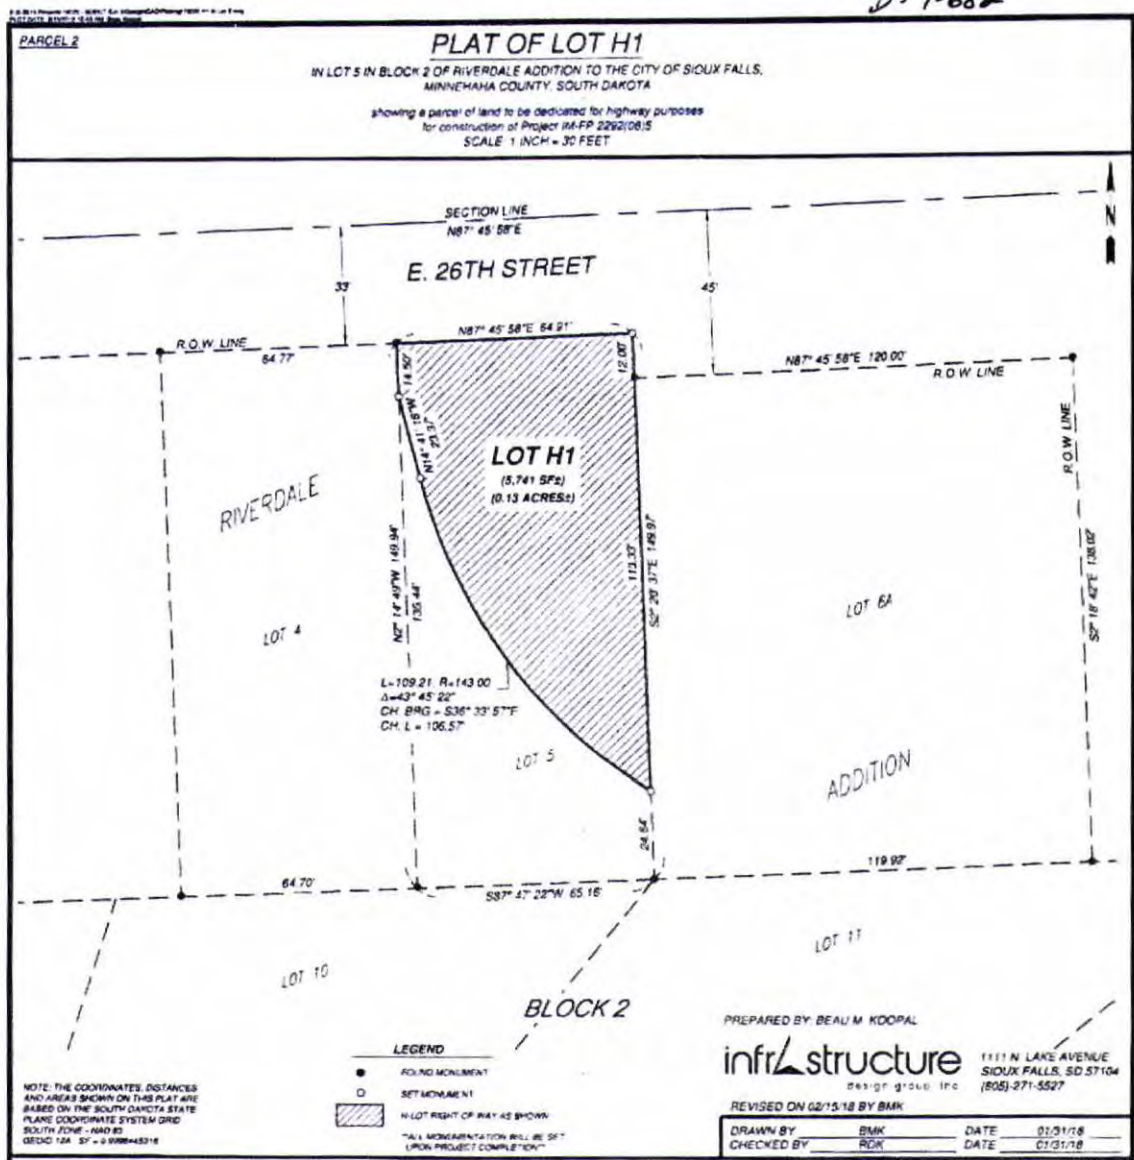 PARCEL 2
PLAT OF LOT H1
IN LOT 5 IN BLOCK 2 OF RIVERDALE ADDITION TO THE CITY OF SIOUX FALLS,
MINNEHAHA COUNTY, SOUTH DAKOTA
showing a parcel of land to be dedicated for highway purposes
for construction of Project IM-FP 2292(06)5
SCALE 1 INCH = 30 FEET
SECTION LINE
N87° 45' 58"E
N
E. 26TH STREET
33'
45'
N87° 45' 58"E 64.91'
R.O.W. LINE
64.77'
14.50'
12.00'
N87° 45' 58"E 120.00'
R.O.W. LINE
R.O.W. LINE
N14° 41' 16"W
23.37'
LOT H1
(5,741 SF±)
(0.13 ACRES±)
RIVERDALE
N2° 14' 49"W 149.94'
135.44'
113.33'
S2° 20' 37"E 149.97'
LOT 4
LOT 6A
S2° 18' 42"E 138.02'
L=109.21 R=143.00
Δ=43° 45' 22"
CH. BRG = S36° 33' 57"E
CH. L = 106.57'
LOT 5
ADDITION
24.64'
64.70'
S87° 47' 22"W 65.16'
119.92'
LOT 10
LOT 11
BLOCK 2
PREPARED BY: BEAU M. KOOPAL
infrastructure
design group, inc
1111 N. LAKE AVENUE
SIOUX FALLS, SD 57104
(605)-271-5527
LEGEND
FOUND MONUMENT
SET MONUMENT
H-LOT RIGHT OF WAY AS SHOWN
**ALL MONUMENTATION WILL BE SET
UPON PROJECT COMPLETION**
NOTE: THE COORDINATES, DISTANCES
AND AREAS SHOWN ON THIS PLAT ARE
BASED ON THE SOUTH DAKOTA STATE
PLANE COORDINATE SYSTEM GRID
SOUTH ZONE - NAD 83
GEOID 12A SF = 0.9998445316
REVISED ON 02/15/18 BY BMK
DRAWN BY BMK DATE 01/31/18
CHECKED BY RDK DATE 01/31/18